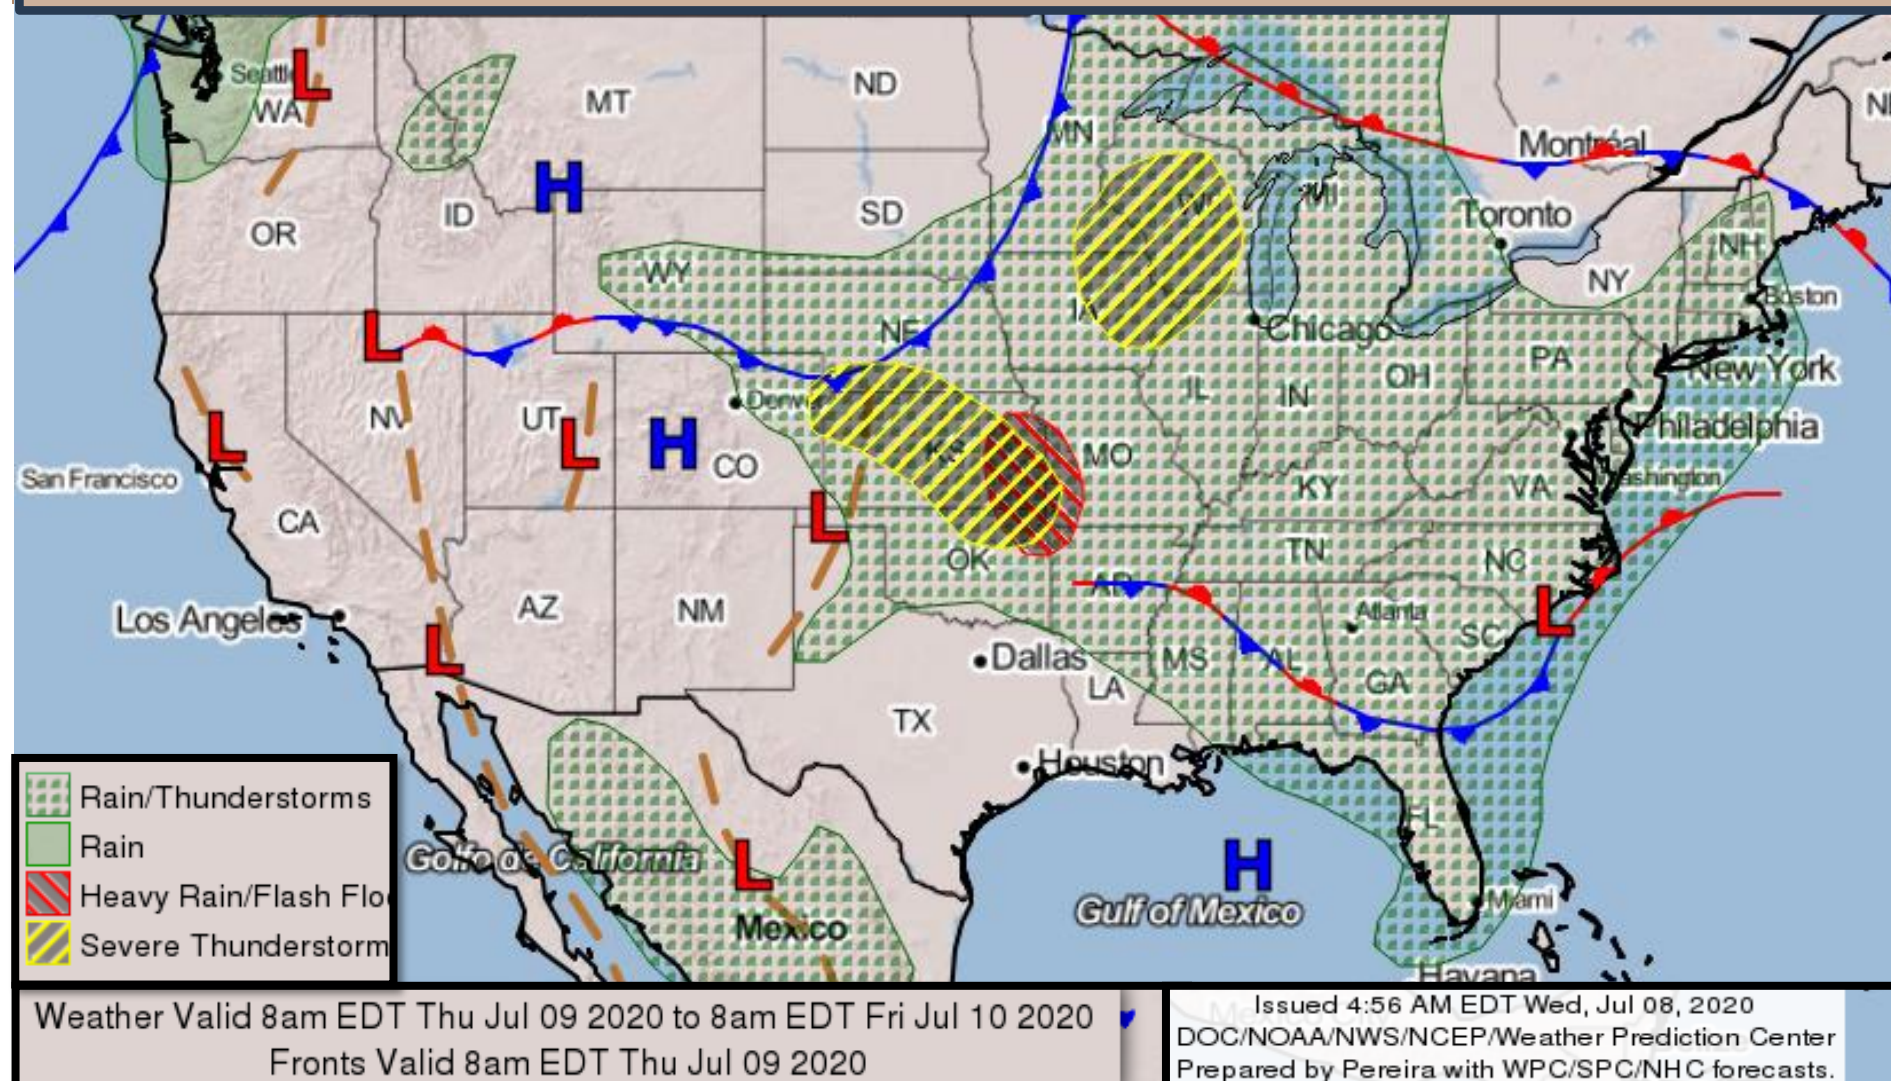 Seattle
L
WA
MT
ND
MN
Montréal
H
WI
MI
OR
ID
SD
Toronto
WY
NH
NY
Boston
L
IA
NE
Chicago
PA
New York
Denve
IL
IN
OH
NV
UT
L
H
CO
KS
MO
Philadelphia
L
San Francisco
KY
VA
Washington
CA
L
OK
TN
NC
AR
Los Angeles
AZ
NM
Atlanta
L
SC
L
Dallas
MS
AL
GA
LA
TX
Houston
Rain/Thunderstorms
Rain
Heavy Rain/Flash Flo
Severe Thunderstorm
FL
Golfo de California
L
H
Miami
Mexico
Gulf of Mexico
Havana
Weather Valid 8am EDT Thu Jul 09 2020 to 8am EDT Fri Jul 10 2020
Fronts Valid 8am EDT Thu Jul 09 2020
Issued 4:56 AM EDT Wed, Jul 08, 2020
DOC/NOAA/NWS/NCEP/Weather Prediction Center
Prepared by Pereira with WPC/SPC/NHC forecasts.